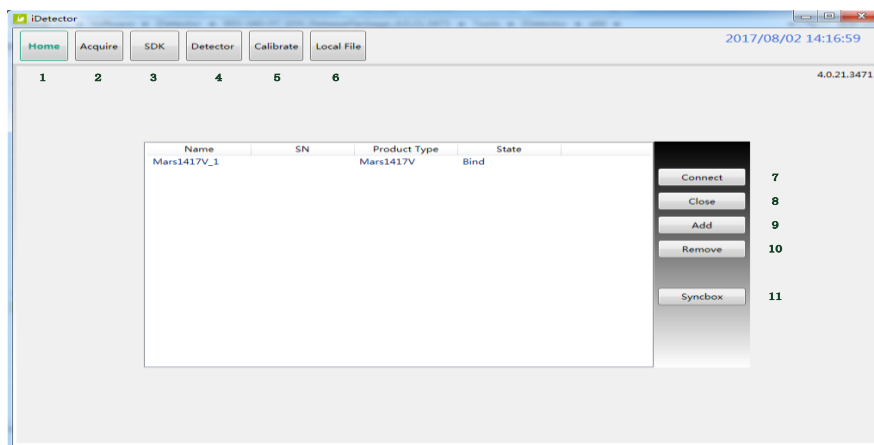 iDetector
Home Acquire SDK Detector Calibrate Local File
2017/08/02 14:16:59
1 2 3 4 5 6
4.0.21.3471
Name SN Product Type State
Mars1417V_1 Mars1417V Bind
Connect 7
Close 8
Add 9
Remove 10
Syncbox 11